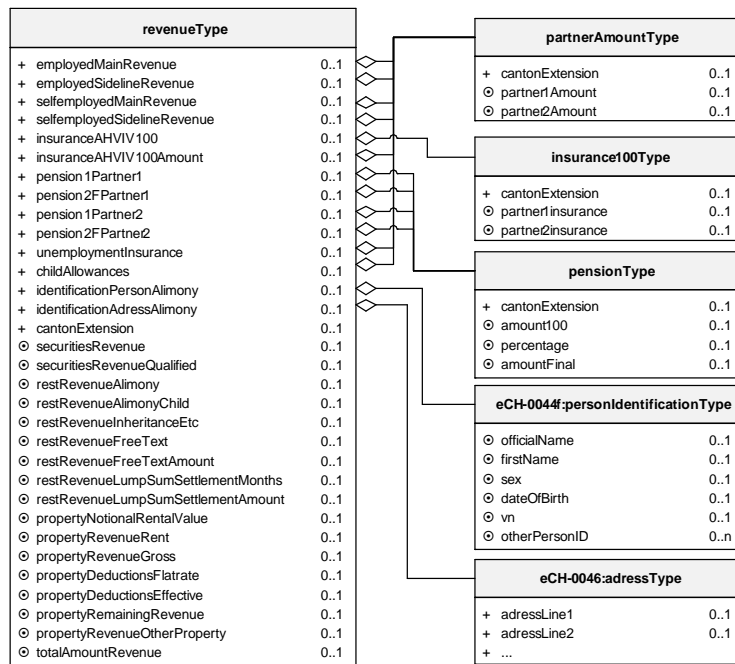 revenueType
+ employedMainRevenue 0..1
+ employedSidelineRevenue 0..1
+ selfemployedMainRevenue 0..1
+ selfemployedSidelineRevenue 0..1
+ insuranceAHVIV100 0..1
+ insuranceAHVIV100Amount 0..1
+ pension1Partner1 0..1
+ pension2FPartner1 0..1
+ pension1Partner2 0..1
+ pension2FPartner2 0..1
+ unemploymentInsurance 0..1
+ childAllowances 0..1
+ identificationPersonAlimony 0..1
+ identificationAdressAlimony 0..1
+ cantonExtension 0..1
⊙ securitiesRevenue 0..1
⊙ securitiesRevenueQualified 0..1
⊙ restRevenueAlimony 0..1
⊙ restRevenueAlimonyChild 0..1
⊙ restRevenueInheritanceEtc 0..1
⊙ restRevenueFreeText 0..1
⊙ restRevenueFreeTextAmount 0..1
⊙ restRevenueLumpSumSettlementMonths 0..1
⊙ restRevenueLumpSumSettlementAmount 0..1
⊙ propertyNotionalRentalValue 0..1
⊙ propertyRevenueRent 0..1
⊙ propertyRevenueGross 0..1
⊙ propertyDeductionsFlatrate 0..1
⊙ propertyDeductionsEffective 0..1
⊙ propertyRemainingRevenue 0..1
⊙ propertyRevenueOtherProperty 0..1
⊙ totalAmountRevenue 0..1
partnerAmountType
+ cantonExtension 0..1
⊙ partner1Amount 0..1
⊙ partner2Amount 0..1
insurance100Type
+ cantonExtension 0..1
⊙ partner1insurance 0..1
⊙ partner2insurance 0..1
pensionType
+ cantonExtension 0..1
⊙ amount100 0..1
⊙ percentage 0..1
⊙ amountFinal 0..1
eCH-0044f:personIdentificationType
⊙ officialName 0..1
⊙ firstName 0..1
⊙ sex 0..1
⊙ dateOfBirth 0..1
⊙ vn 0..1
⊙ otherPersonID 0..n
eCH-0046:adressType
+ adressLine1 0..1
+ adressLine2 0..1
+ ...